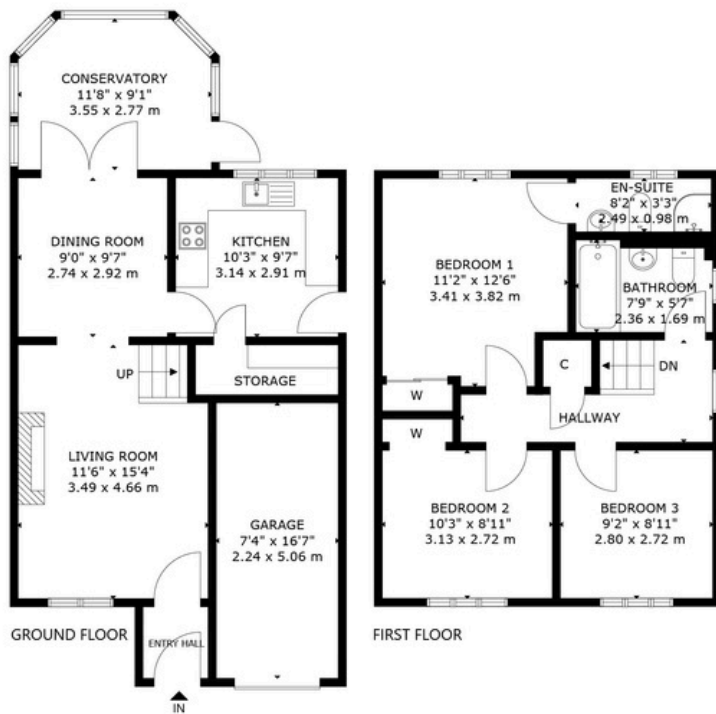 CONSERVATORY
11'8" x 9'1"
3.55 x 2.77 m
DINING ROOM
9'0" x 9'7"
2.74 x 2.92 m
KITCHEN
10'3" x 9'7"
3.14 x 2.91 m
UP
STORAGE
LIVING ROOM
11'6" x 15'4"
3.49 x 4.66 m
GARAGE
7'4" x 16'7"
2.24 x 5.06 m
ENTRY HALL
GROUND FLOOR
IN
EN-SUITE
8'2" x 3'3"
2.49 x 0.98 m
BEDROOM 1
11'2" x 12'6"
3.41 x 3.82 m
BATHROOM
7'9" x 5'7"
2.36 x 1.69 m
C
DN
W
HALLWAY
W
BEDROOM 2
10'3" x 8'11"
3.13 x 2.72 m
BEDROOM 3
9'2" x 8'11"
2.80 x 2.72 m
FIRST FLOOR